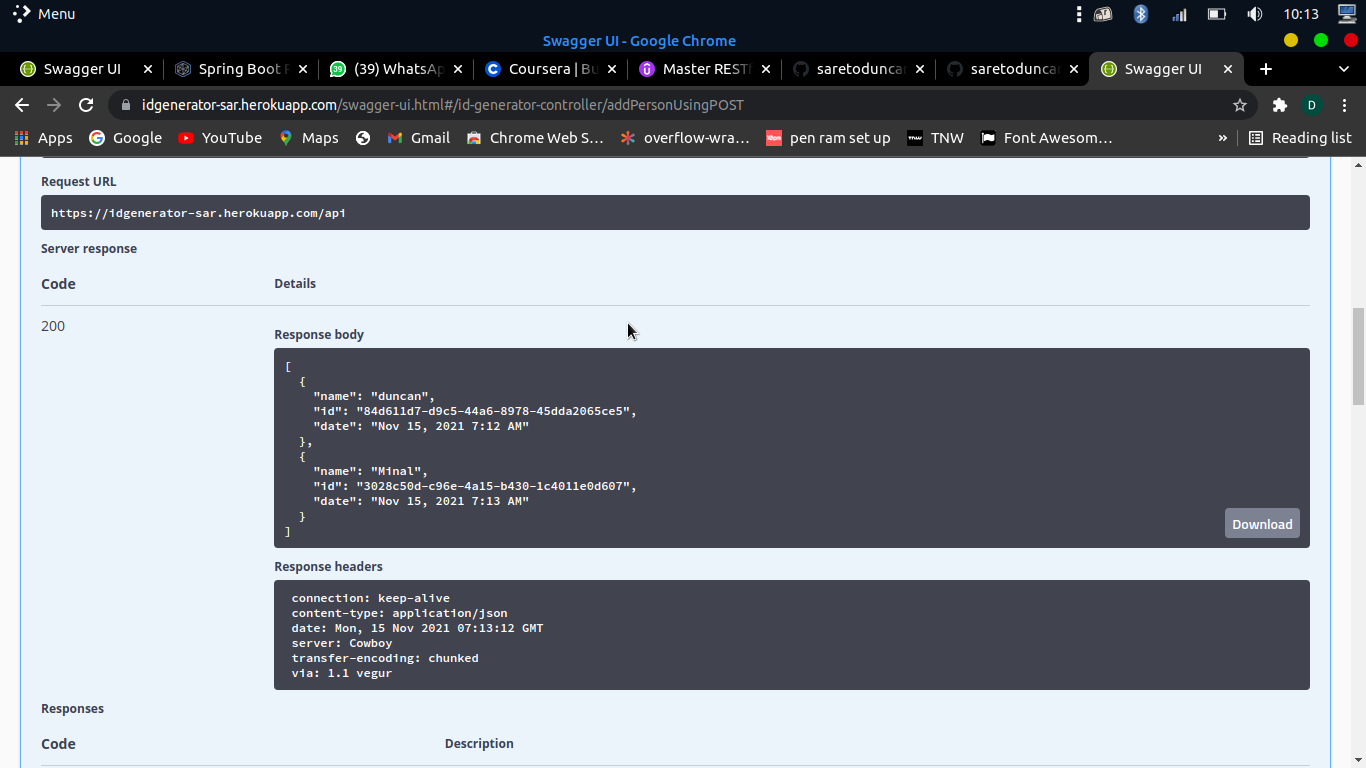 Menu
10:13
Swagger UI - Google Chrome
Swagger UI
Spring Boot
(39) WhatsAp
Coursera | Bu
Master REST
saretodunca
saretodunca
Swagger UI
idgenerator-sar.herokuapp.com/swagger-ui.html#/id-generator-controller/addPersonUsingPOST
D
Apps
Google
YouTube
Maps
Gmail
Chrome Web S...
overflow-wra...
pen ram set up
TNW
Font Awesom...
»
Reading list
Request URL
https://idgenerator-sar.herokuapp.com/api
Server response
Code
Details
200
Response body
[
{
"name": "duncan",
"id": "84d611d7-d9c5-44a6-8978-45dda2065ce5",
"date": "Nov 15, 2021 7:12 AM"
},
{
"name": "Minal",
"id": "3028c50d-c96e-4a15-b430-1c4011e0d607",
"date": "Nov 15, 2021 7:13 AM"
}
]
Download
Response headers
connection: keep-alive
content-type: application/json
date: Mon, 15 Nov 2021 07:13:12 GMT
server: Cowboy
transfer-encoding: chunked
via: 1.1 vegur
Responses
Code
Description